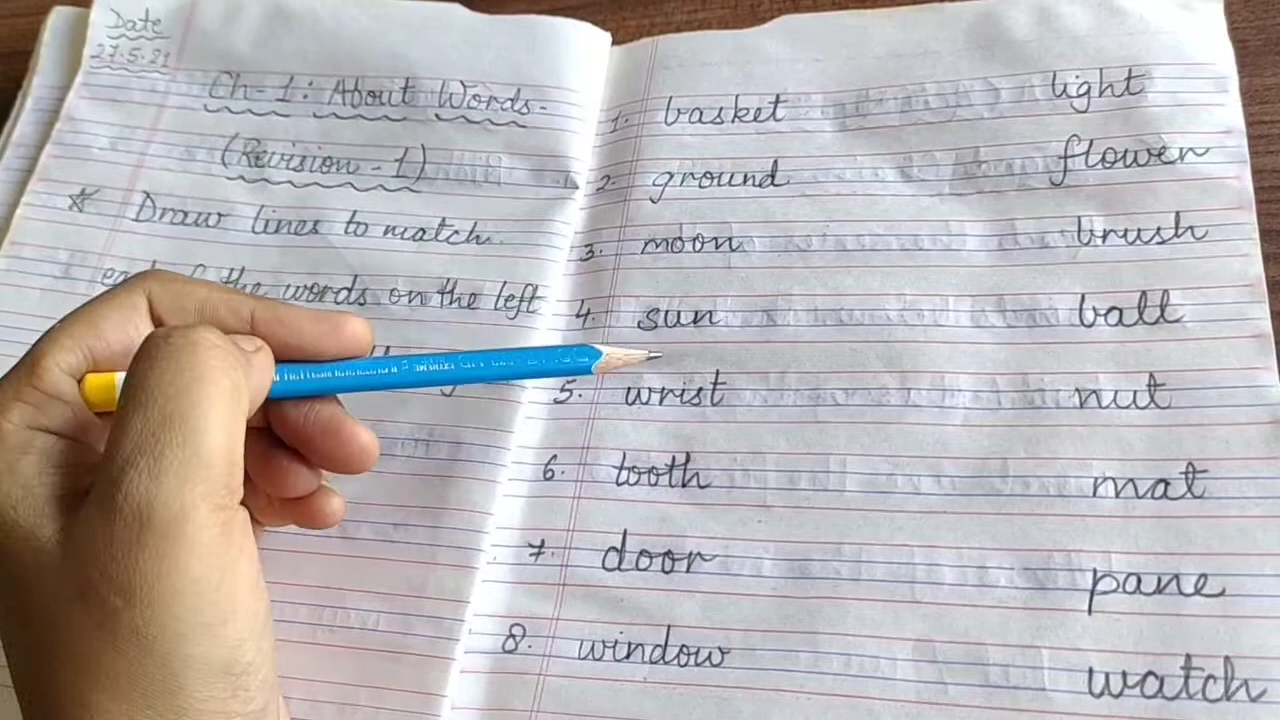 Date
27.5.21
Ch-1: About Words-
(Revision - 1)
☆ Draw lines to match
the words on the left
1. basket light
2. ground flower
3. moon brush
4. sun ball
5. wrist nut
6. tooth mat
7. door pane
8. window watch